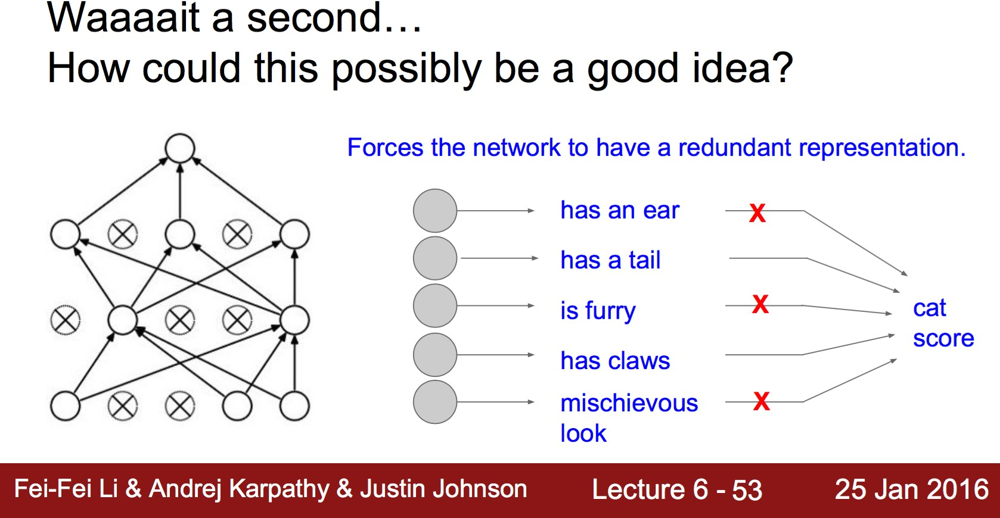 Waaaait a second…
How could this possibly be a good idea?
Forces the network to have a redundant representation.
has an ear
X
has a tail
is furry
X
has claws
mischievous
look
X
cat
score
Fei-Fei Li & Andrej Karpathy & Justin Johnson
Lecture 6 - 53
25 Jan 2016